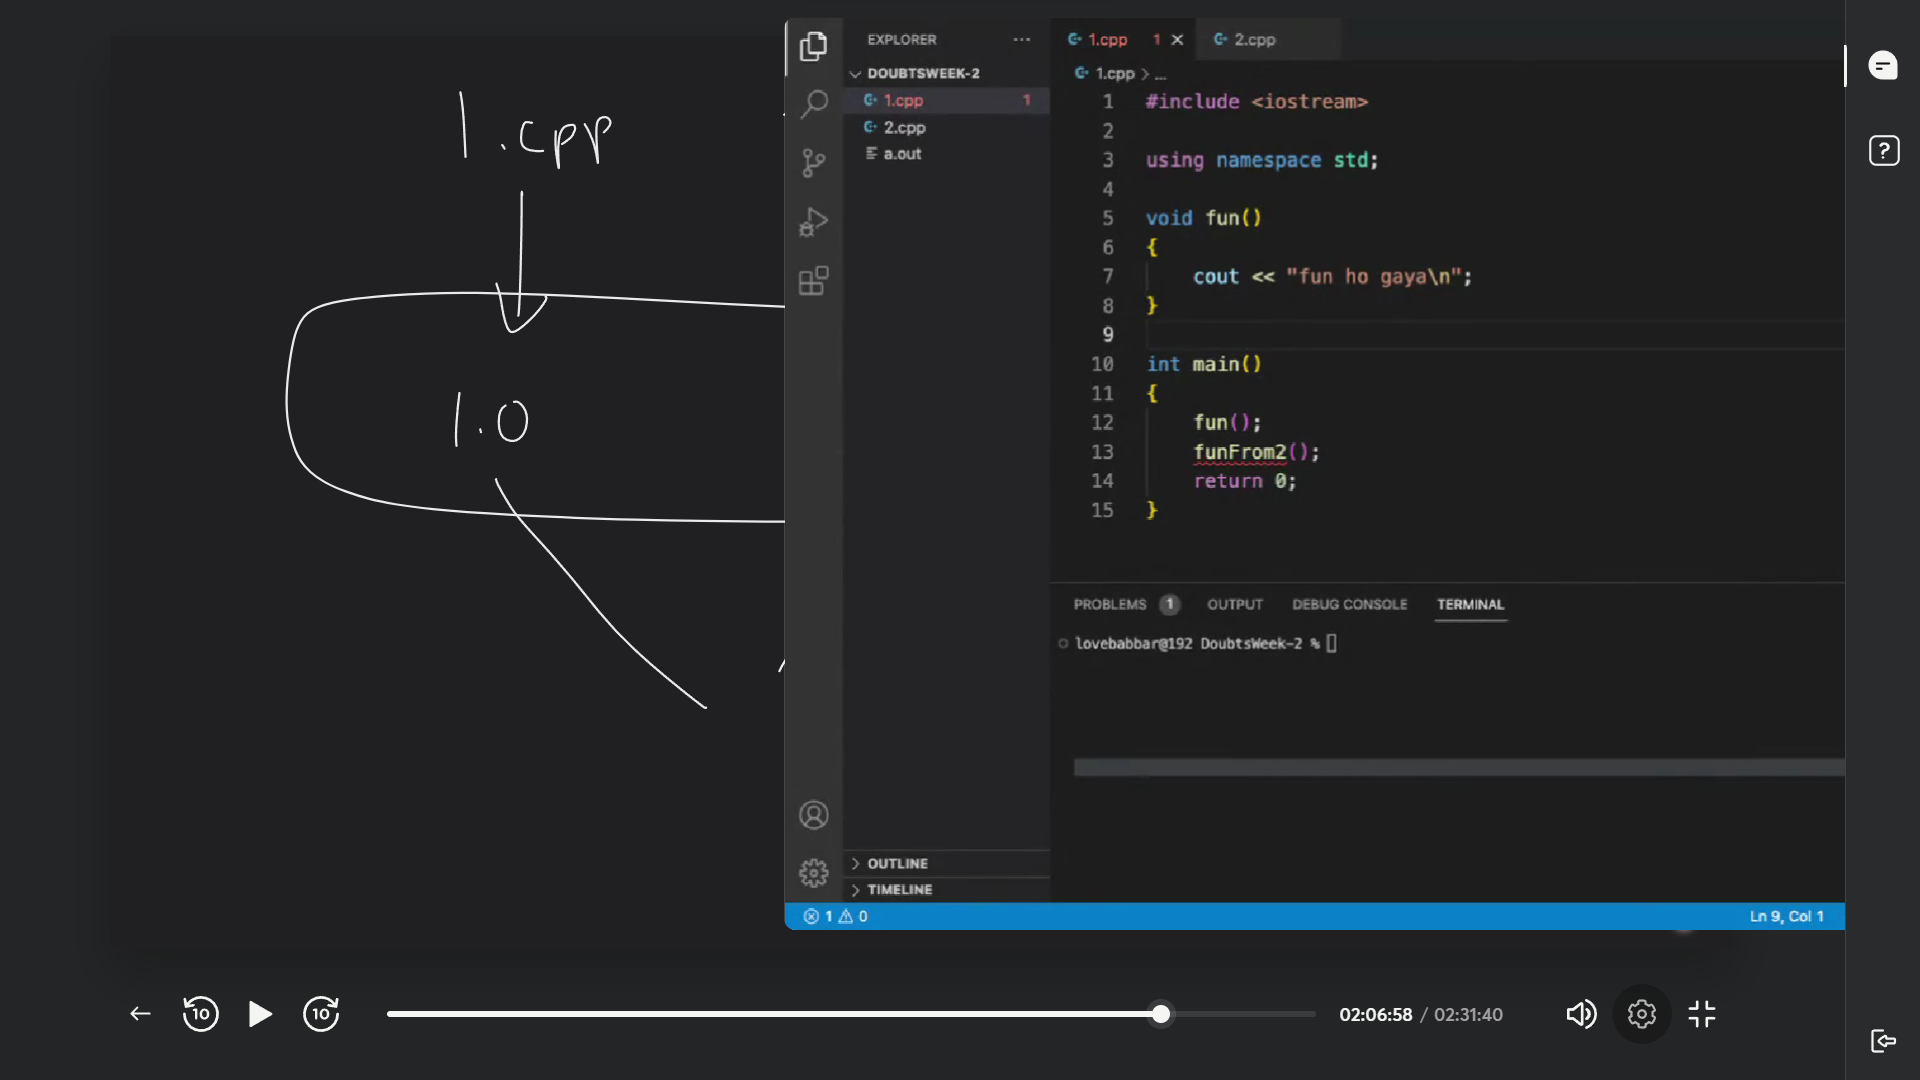 1.cpp
1.0
EXPLORER ...
DOUBTSWEEK-2
1.cpp 1
2.cpp
a.out
OUTLINE
TIMELINE
1.cpp 1
2.cpp
1.cpp > ...
1 #include <iostream>
2
3 using namespace std;
4
5 void fun()
6 {
7 cout << "fun ho gaya\n";
8 }
9
10 int main()
11 {
12 fun();
13 funFrom2();
14 return 0;
15 }
PROBLEMS 1 OUTPUT DEBUG CONSOLE TERMINAL
lovebabbar@192 DoubtsWeek-2 %
1 0
Ln 9, Col 1
10
10
02:06:58 / 02:31:40
?